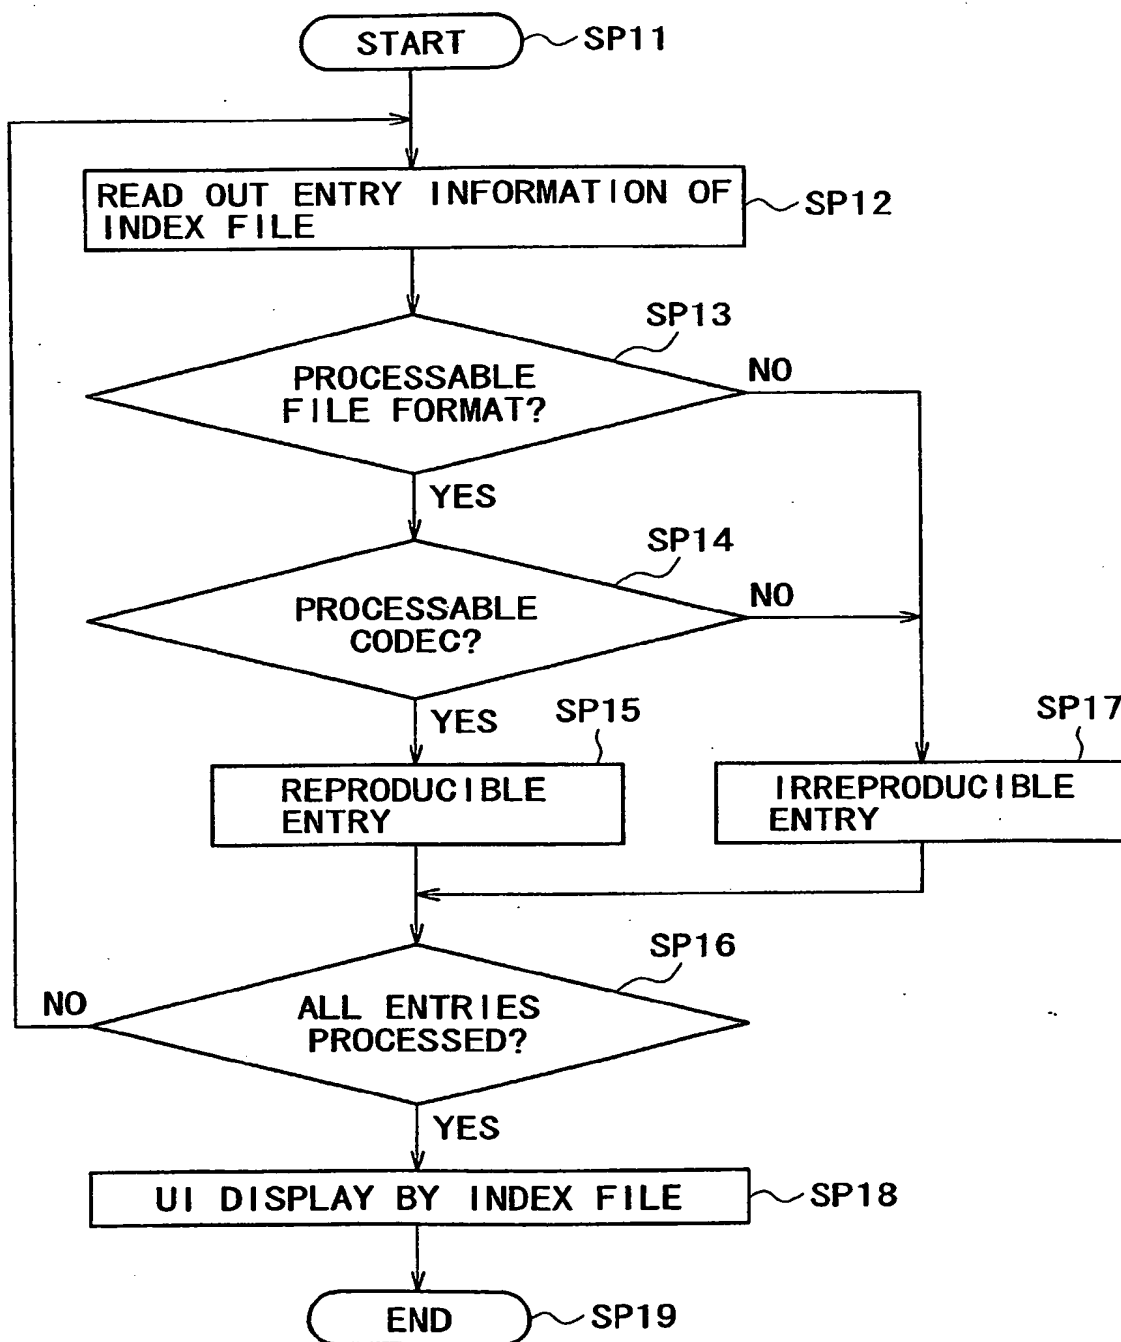 START
SP11
READ OUT ENTRY INFORMATION OF
INDEX FILE
SP12
SP13
PROCESSABLE
FILE FORMAT?
NO
YES
SP14
PROCESSABLE
CODEC?
NO
YES
SP15
REPRODUCIBLE
ENTRY
SP17
IRREPRODUCIBLE
ENTRY
SP16
ALL ENTRIES
PROCESSED?
NO
YES
UI DISPLAY BY INDEX FILE
SP18
END
SP19